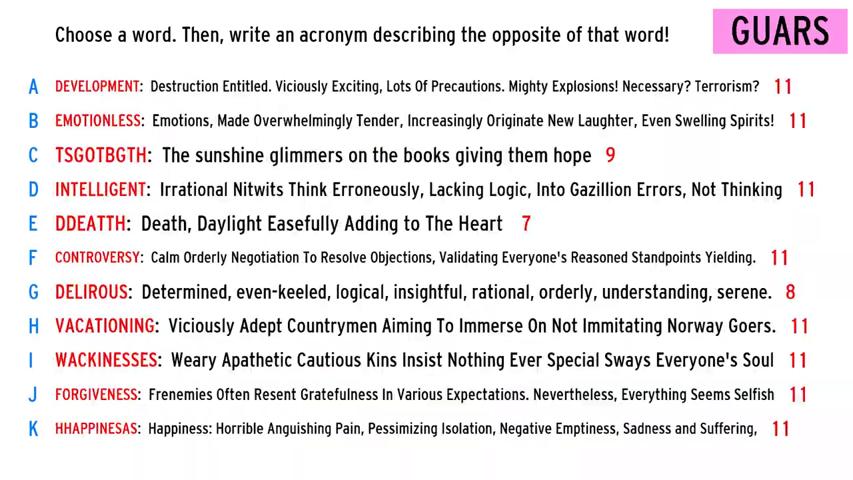 Choose a word. Then, write an acronym describing the opposite of that word!
GUARS
A DEVELOPMENT: Destruction Entitled. Viciously Exciting, Lots Of Precautions. Mighty Explosions! Necessary? Terrorism? 11
B EMOTIONLESS: Emotions, Made Overwhelmingly Tender, Increasingly Originate New Laughter, Even Swelling Spirits! 11
C TSGOTBGTH: The sunshine glimmers on the books giving them hope 9
D INTELLIGENT: Irrational Nitwits Think Erroneously, Lacking Logic, Into Gazillion Errors, Not Thinking 11
E DDEATTH: Death, Daylight Easefully Adding to The Heart 7
F CONTROVERSY: Calm Orderly Negotiation To Resolve Objections, Validating Everyone's Reasoned Standpoints Yielding. 11
G DELIROUS: Determined, even-keeled, logical, insightful, rational, orderly, understanding, serene. 8
H VACATIONING: Viciously Adept Countrymen Aiming To Immerse On Not Immitating Norway Goers. 11
I WACKINESSES: Weary Apathetic Cautious Kins Insist Nothing Ever Special Sways Everyone's Soul 11
J FORGIVENESS: Frenemies Often Resent Gratefulness In Various Expectations. Nevertheless, Everything Seems Selfish 11
K HHAPPINESAS: Happiness: Horrible Anguishing Pain, Pessimizing Isolation, Negative Emptiness, Sadness and Suffering, 11